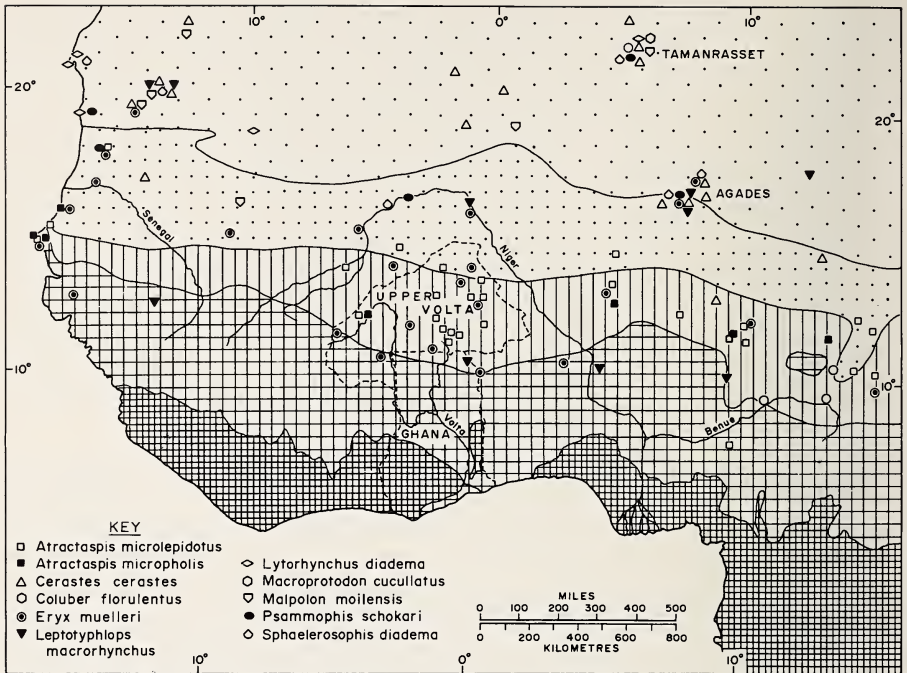 10°
0°
10°
TAMANRASSET
20°
20°
AGADES
Senegal
Niger
UPPER
VOLTA
10°
10°
Benue
Volta
GHANA
KEY
□ Atractaspis microlepidotus
■ Atractaspis micropholis
△ Cerastes cerastes
○ Coluber florulentus
◉ Eryx muelleri
▼ Leptotyphlops
macrorhynchus
Lytorhynchus diadema
Macroprotodon cucullatus
Malpolon moilensis
Psammophis schokari
Sphaelerosophis diadema
MILES
0 100 200 300 400 500
0 200 400 600 800
KILOMETRES
10°
0°
10°